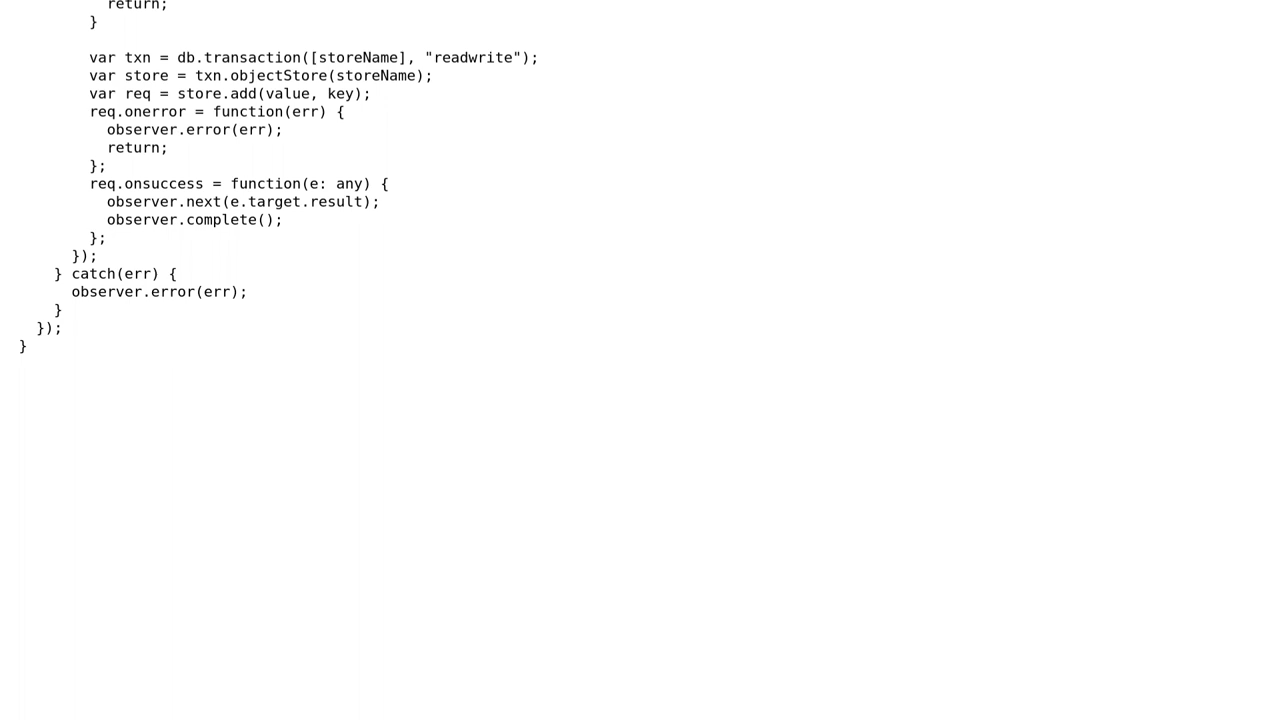 return;
}
var txn = db.transaction([storeName], "readwrite");
var store = txn.objectStore(storeName);
var req = store.add(value, key);
req.onerror = function(err) {
observer.error(err);
return;
};
req.onsuccess = function(e: any) {
observer.next(e.target.result);
observer.complete();
};
});
} catch(err) {
observer.error(err);
}
});
}